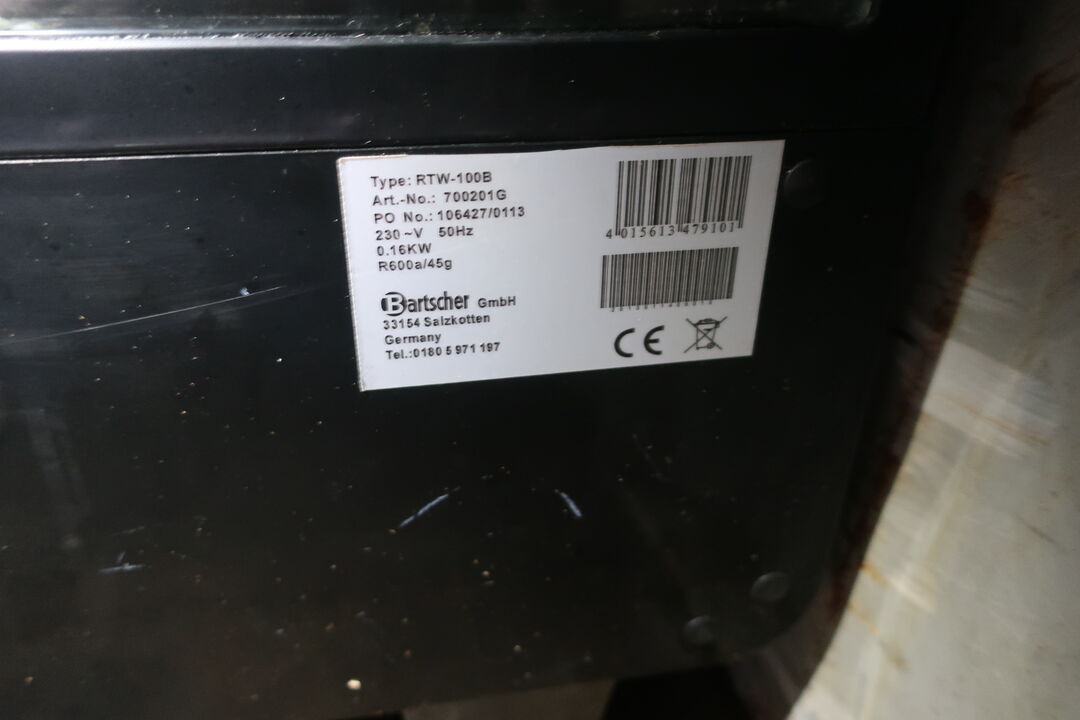 Type: RTW-100B
Art.-No.: 700201G
PO No.: 106427/0113
230 ~V 50Hz
0.16KW
R600a/45g
Bartscher GmbH
33154 Salzkotten
Germany
Tel.:0180 5 971 197
4 015613 479101
CE